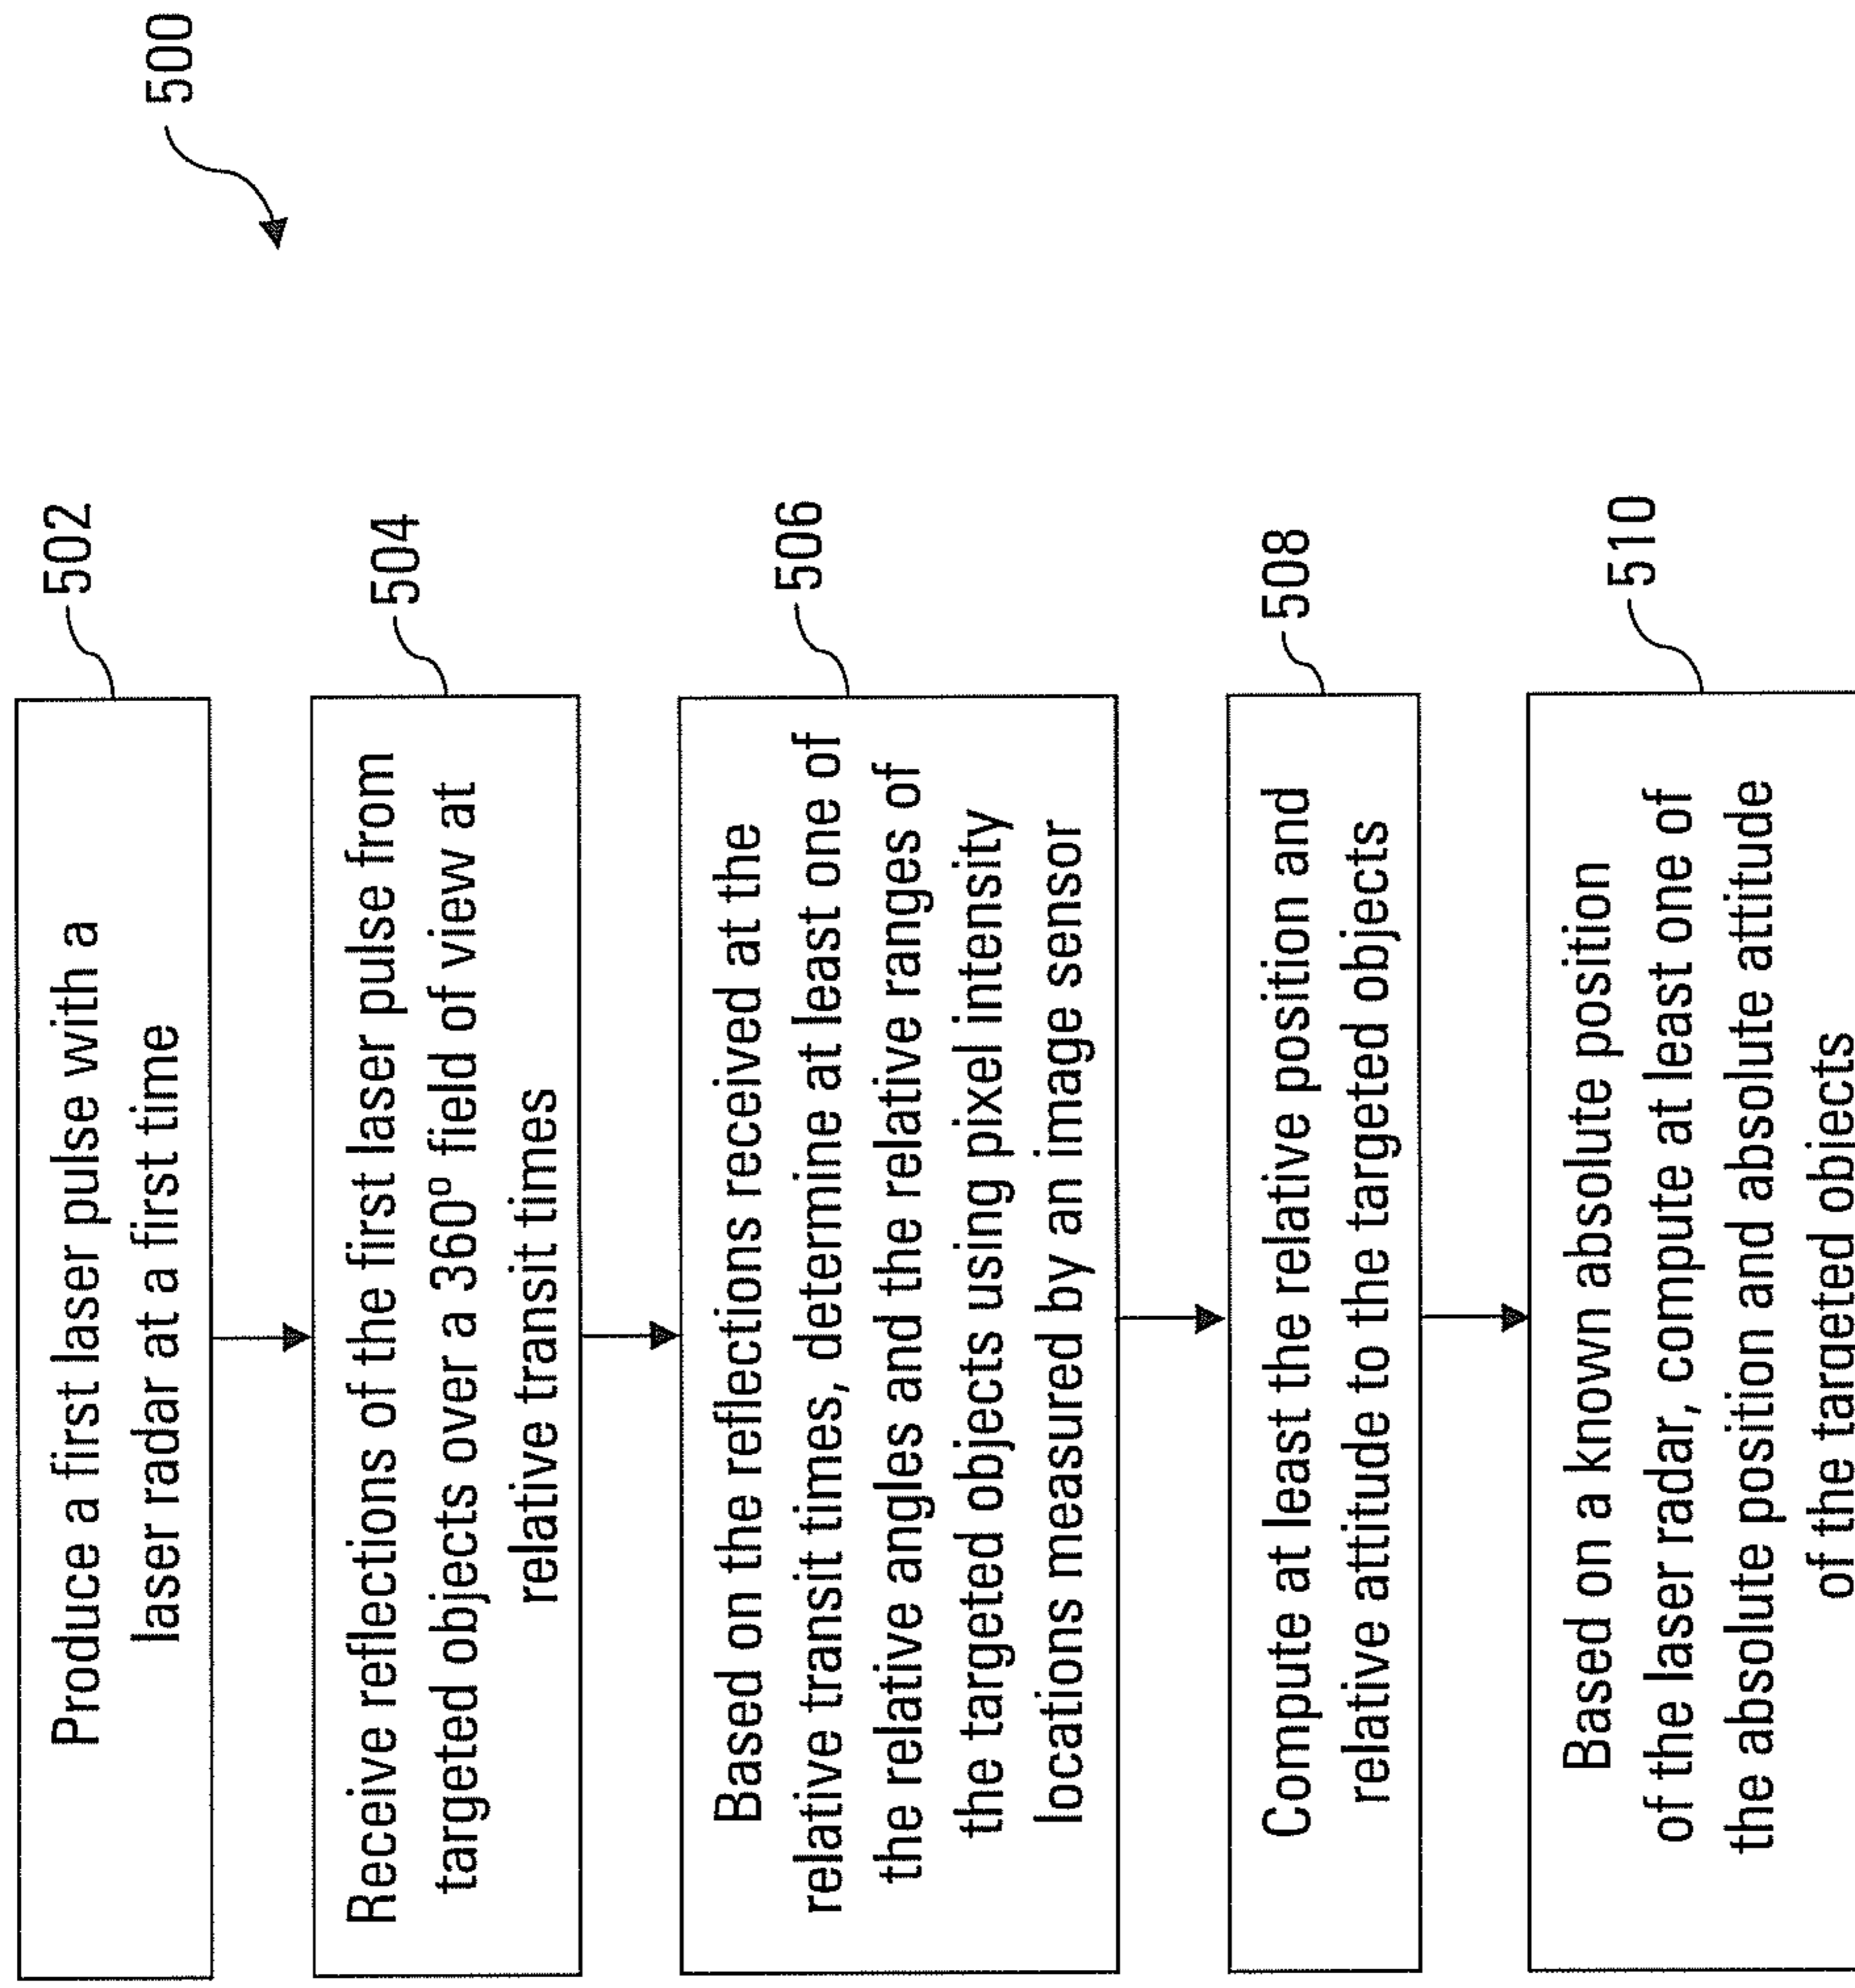 500
502
Produce a first laser pulse with a
laser radar at a first time
504
Receive reflections of the first laser pulse from
targeted objects over a 360º field of view at
relative transit times
506
Based on the reflections received at the
relative transit times, determine at least one of
the relative angles and the relative ranges of
the targeted objects using pixel intensity
locations measured by an image sensor
508
Compute at least the relative position and
relative attitude to the targeted objects
510
Based on a known absolute position
of the laser radar, compute at least one of
the absolute position and absolute attitude
of the targeted objects